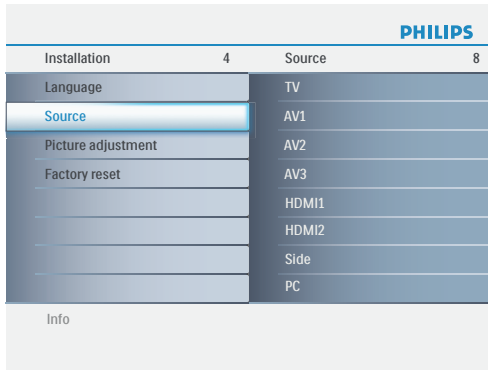 PHILIPS
Installation 4 Source 8
Language TV
Source AV1
Picture adjustment AV2
Factory reset AV3
HDMI1
HDMI2
Side
PC
Info